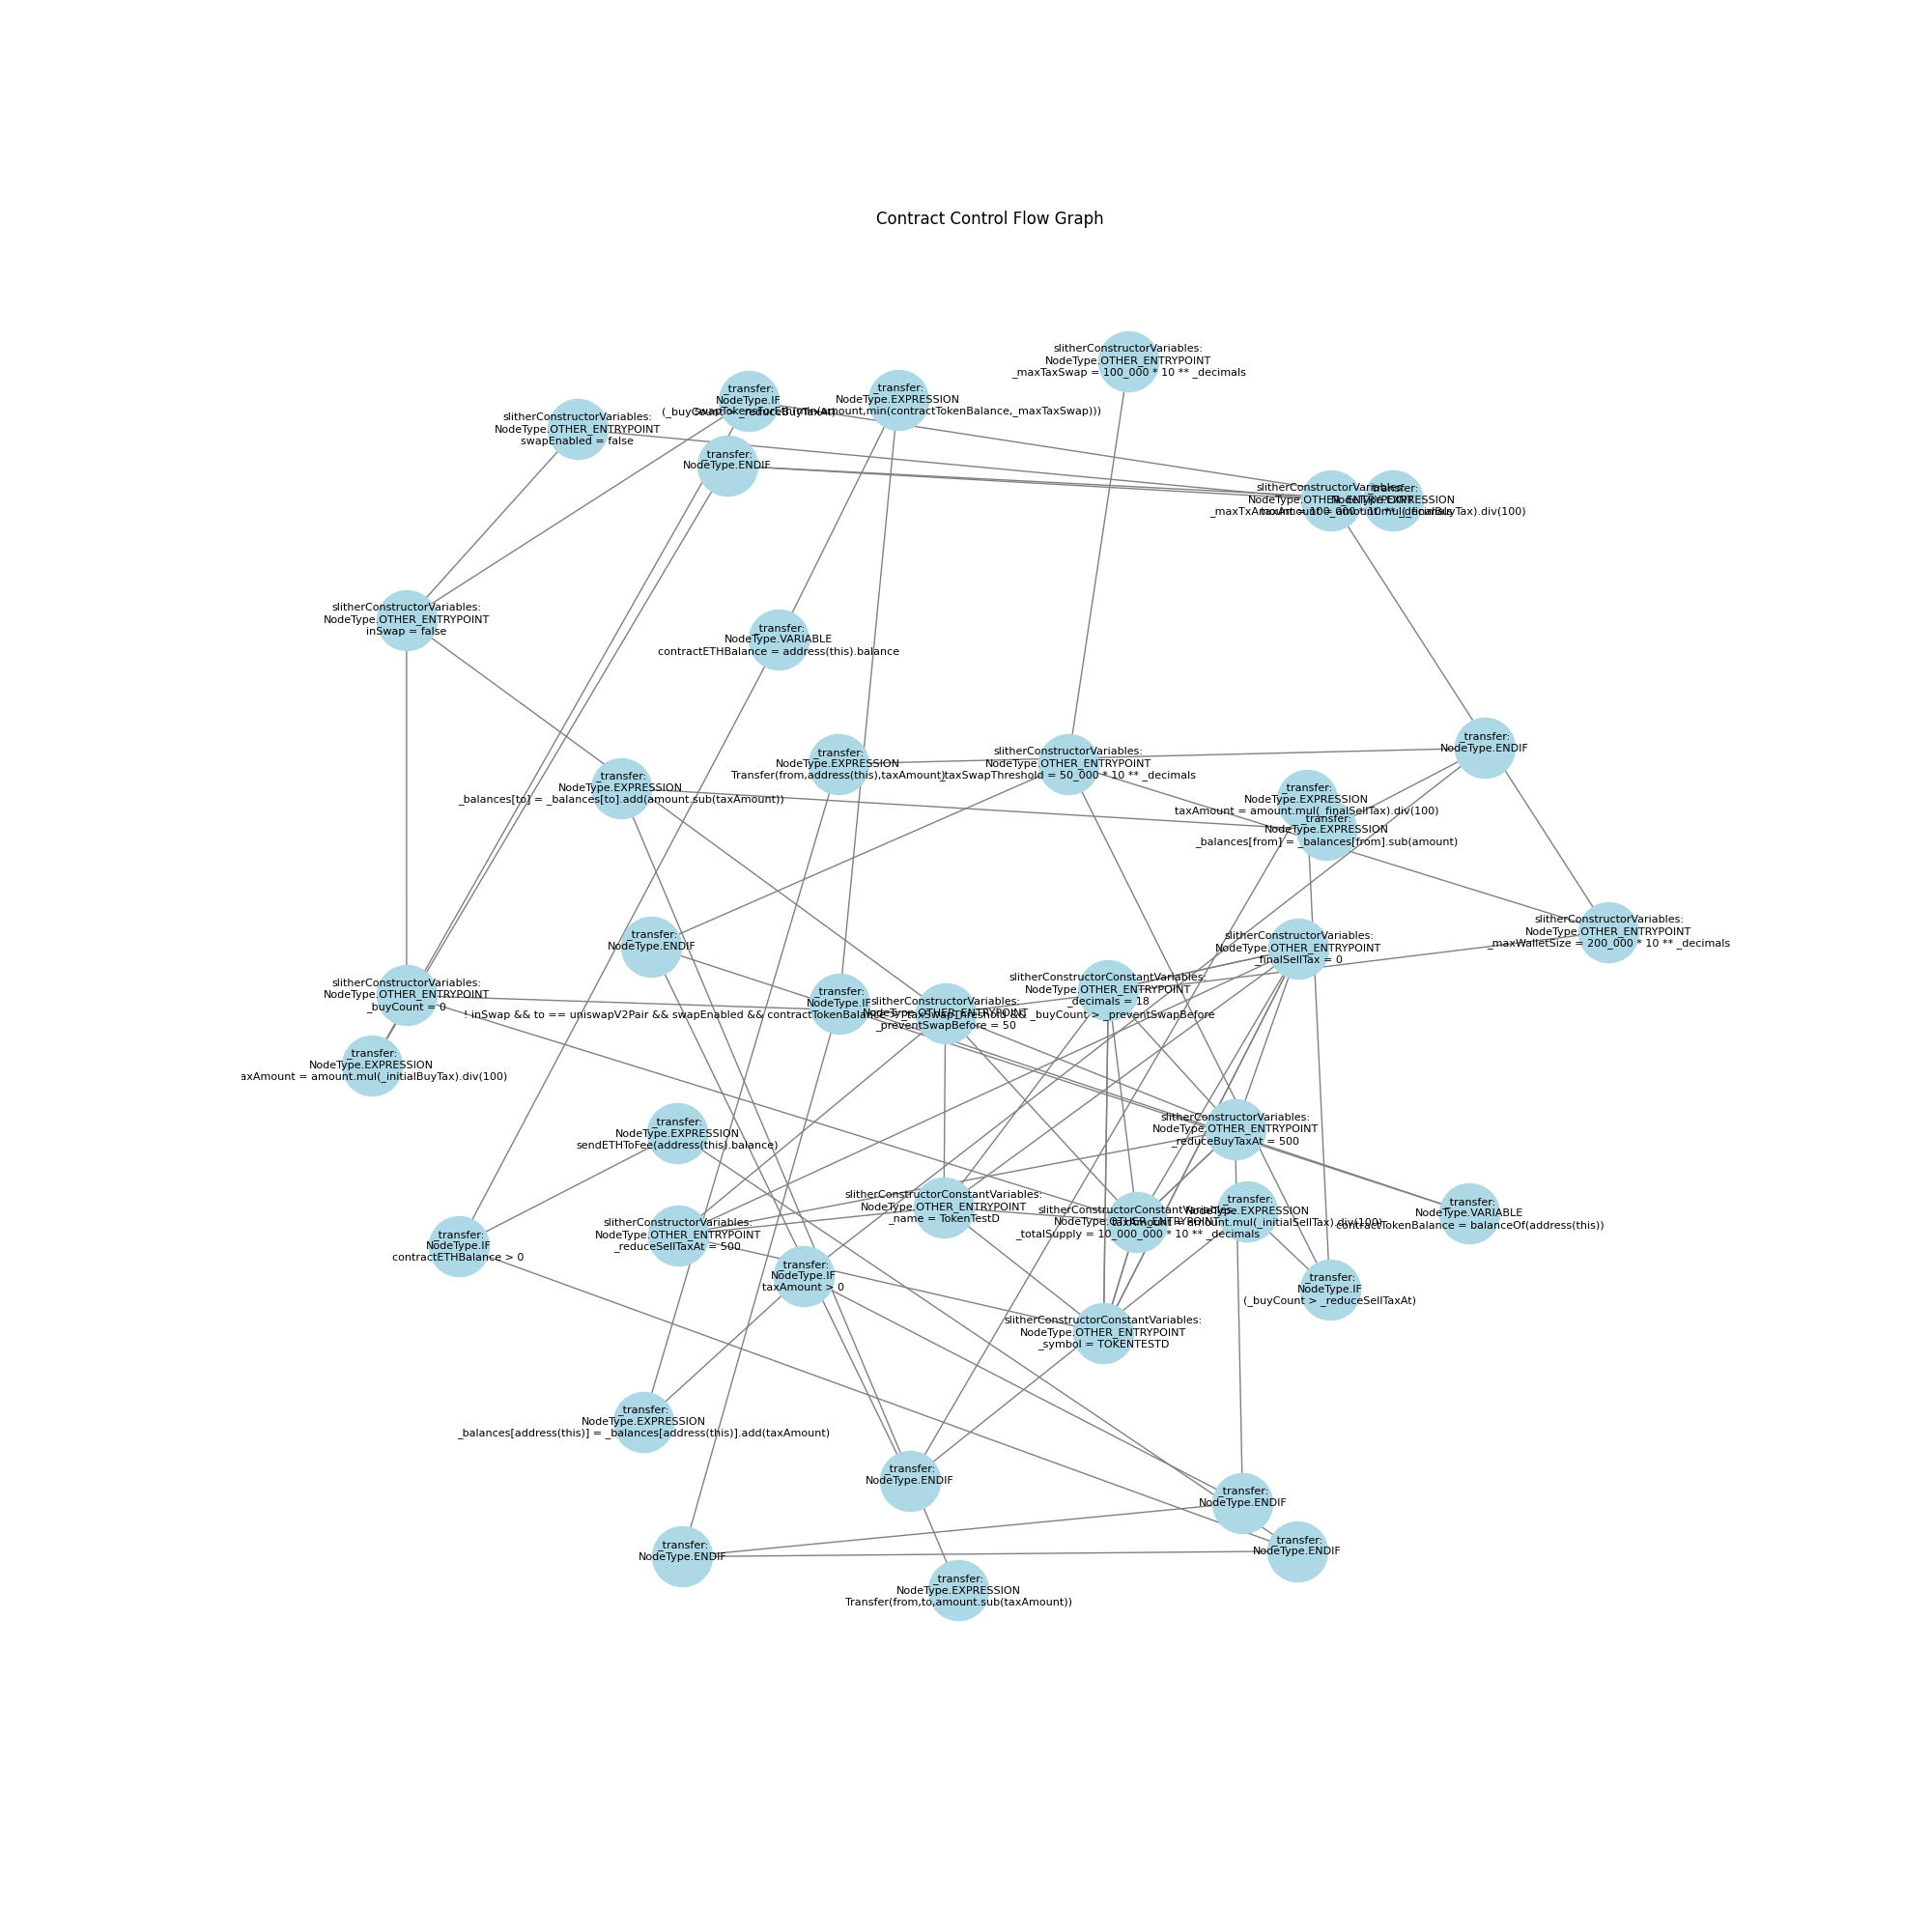 Contract Control Flow Graph
slitherConstructorVariables:
NodeType.OTHER_ENTRYPOINT
_maxTaxSwap = 100_000 * 10 ** _decimals
_transfer:
NodeType.IF
(_buyCount > _reduceBuyTaxAt)
_transfer:
NodeType.EXPRESSION
swapTokensForEth(min(amount,min(contractTokenBalance,_maxTaxSwap)))
slitherConstructorVariables:
NodeType.OTHER_ENTRYPOINT
swapEnabled = false
_transfer:
NodeType.ENDIF
slitherConstructorVariables:
NodeType.OTHER_ENTRYPOINT
_maxTxAmount = 100_000 * 10 ** _decimals
_transfer:
NodeType.EXPRESSION
taxAmount = amount.mul(_finalBuyTax).div(100)
slitherConstructorVariables:
NodeType.OTHER_ENTRYPOINT
inSwap = false
_transfer:
NodeType.VARIABLE
contractETHBalance = address(this).balance
_transfer:
NodeType.ENDIF
_transfer:
NodeType.EXPRESSION
Transfer(from,address(this),taxAmount)
slitherConstructorVariables:
NodeType.OTHER_ENTRYPOINT
_taxSwapThreshold = 50_000 * 10 ** _decimals
_transfer:
NodeType.EXPRESSION
_balances[to] = _balances[to].add(amount.sub(taxAmount))
_transfer:
NodeType.EXPRESSION
taxAmount = amount.mul(_finalSellTax).div(100)
_transfer:
NodeType.EXPRESSION
_balances[from] = _balances[from].sub(amount)
slitherConstructorVariables:
NodeType.OTHER_ENTRYPOINT
_maxWalletSize = 200_000 * 10 ** _decimals
_transfer:
NodeType.ENDIF
slitherConstructorVariables:
NodeType.OTHER_ENTRYPOINT
_finalSellTax = 0
slitherConstructorConstantVariables:
NodeType.OTHER_ENTRYPOINT
_decimals = 18
slitherConstructorVariables:
NodeType.OTHER_ENTRYPOINT
_buyCount = 0
_transfer:
NodeType.IF
! inSwap && to == uniswapV2Pair && swapEnabled && contractTokenBalance > _taxSwapThreshold && _buyCount > _preventSwapBefore
slitherConstructorVariables:
NodeType.OTHER_ENTRYPOINT
_preventSwapBefore = 50
_transfer:
NodeType.EXPRESSION
axAmount = amount.mul(_initialBuyTax).div(100)
_transfer:
NodeType.EXPRESSION
sendETHToFee(address(this).balance)
slitherConstructorVariables:
NodeType.OTHER_ENTRYPOINT
_reduceBuyTaxAt = 500
slitherConstructorConstantVariables:
NodeType.OTHER_ENTRYPOINT
_name = TokenTestD
slitherConstructorConstantVariables:
NodeType.OTHER_ENTRYPOINT
_totalSupply = 10_000_000 * 10 ** _decimals
_transfer:
NodeType.EXPRESSION
taxAmount = amount.mul(_initialSellTax).div(100)
_transfer:
NodeType.VARIABLE
contractTokenBalance = balanceOf(address(this))
slitherConstructorVariables:
NodeType.OTHER_ENTRYPOINT
_reduceSellTaxAt = 500
_transfer:
NodeType.IF
contractETHBalance > 0
_transfer:
NodeType.IF
taxAmount > 0
_transfer:
NodeType.IF
(_buyCount > _reduceSellTaxAt)
slitherConstructorConstantVariables:
NodeType.OTHER_ENTRYPOINT
_symbol = TOKENTESTD
_transfer:
NodeType.EXPRESSION
_balances[address(this)] = _balances[address(this)].add(taxAmount)
_transfer:
NodeType.ENDIF
_transfer:
NodeType.ENDIF
_transfer:
NodeType.ENDIF
_transfer:
NodeType.ENDIF
_transfer:
NodeType.EXPRESSION
Transfer(from,to,amount.sub(taxAmount))